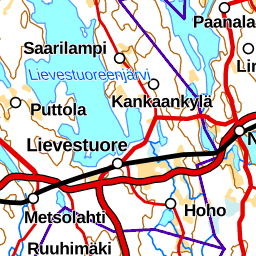 Paanala
Saarilampi
Lievestuoreenjärvi
Kankaankylä
Puttola
Lievestuore
Metsolahti
Hoho
Ruuhimäki